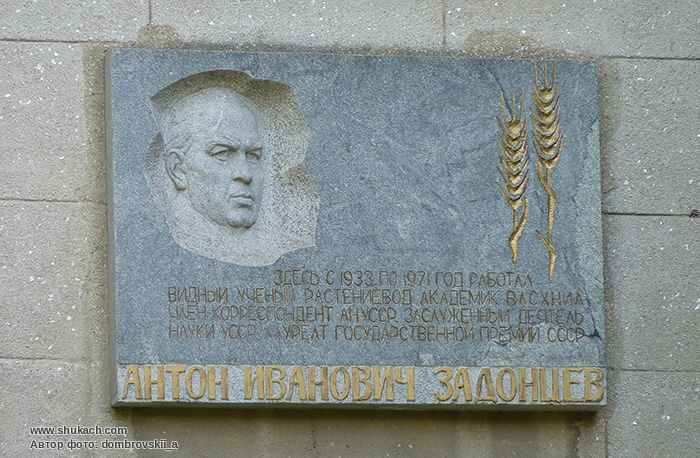 ЗДЕСЬ С 1933 ПО 1971 ГОД РАБОТАЛ
ВИДНЫЙ УЧЕНЫЙ РАСТЕНИЕВОД АКАДЕМИК ВАСХНИЛ
ЧЛЕН-КОРРЕСПОНДЕНТ АН УССР ЗАСЛУЖЕННЫЙ ДЕЯТЕЛЬ
НАУКИ УССР ЛАУРЕАТ ГОСУДАРСТВЕННОЙ ПРЕМИИ СССР
АНТОН ИВАНОВИЧ ЗАДОНЦЕВ
www.shukach.com
Автор фото: dombrovskii_a